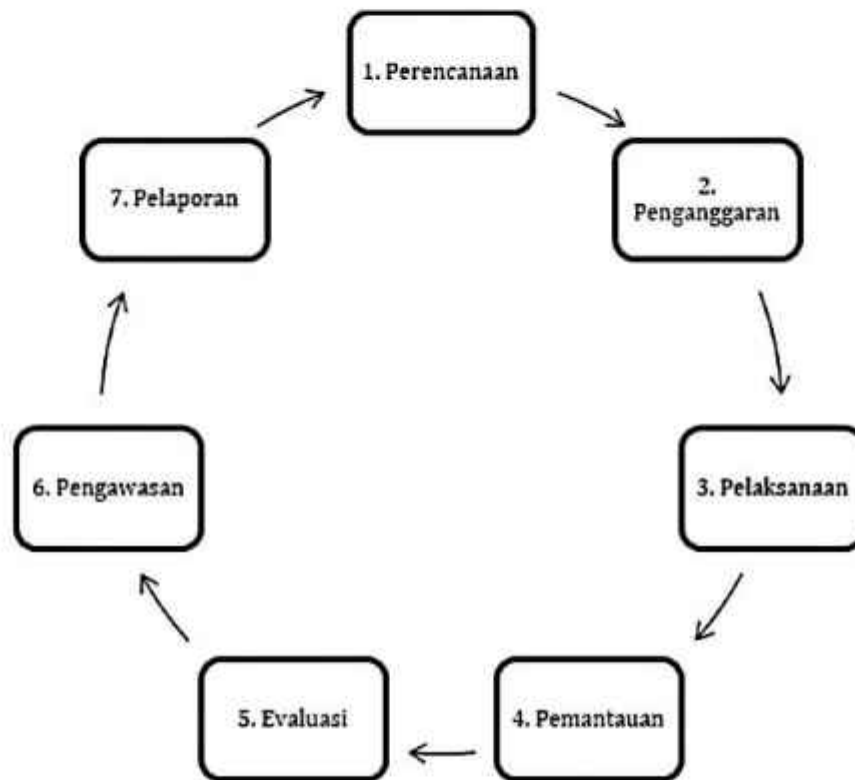 1. Perencanaan
2.
Penganggaran
3. Pelaksanaan
4. Pemantauan
5. Evaluasi
6. Pengawasan
7. Pelaporan